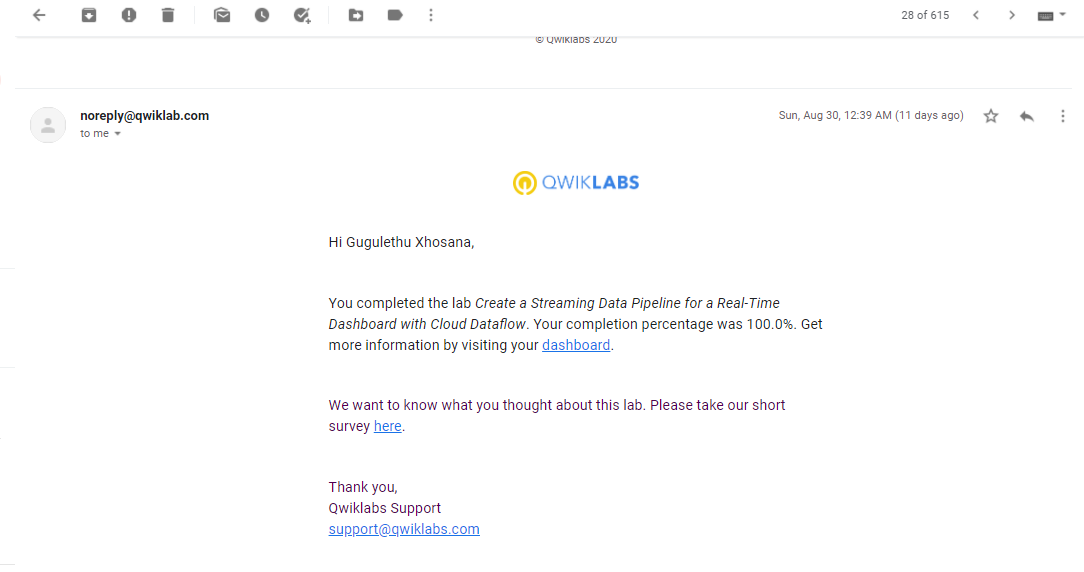 28 of 615
© Qwiklabs 2020
noreply@qwiklab.com
Sun, Aug 30, 12:39 AM (11 days ago)
to me
QWIKLABS
Hi Gugulethu Xhosana,
You completed the lab Create a Streaming Data Pipeline for a Real-Time
Dashboard with Cloud Dataflow. Your completion percentage was 100.0%. Get
more information by visiting your dashboard.
We want to know what you thought about this lab. Please take our short
survey here.
Thank you,
Qwiklabs Support
support@qwiklabs.com